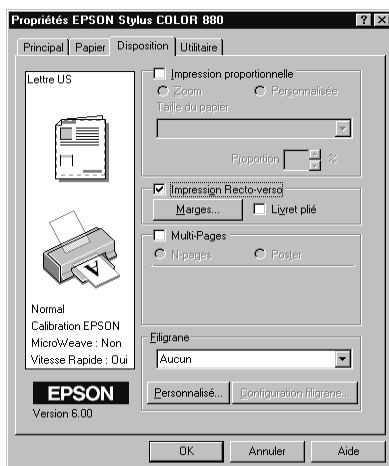 Propriétés EPSON Stylus COLOR 880
Principal
Papier
Disposition
Utilitaire
Lettre US
Normal
Calibration EPSON
MicroWeave : Non
Vitesse Rapide : Oui
EPSON
Version 6.00
Impression proportionnelle
Zoom
Personnalisée
Taille du papier
Proportion
%
Impression Recto-verso
Marges...
Livret plié
Multi-Pages
N-pages
Poster
Filigrane
Aucun
Personnalisé...
Configuration filigrane...
OK
Annuler
Aide